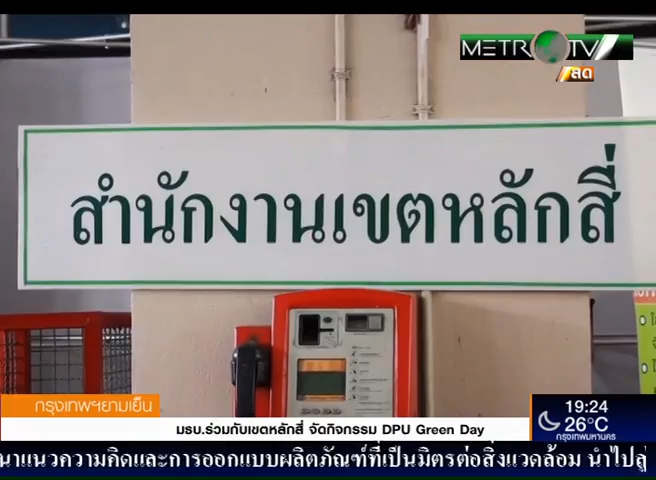 METRO TV
สด
สำนักงานเขตหลักสี่
กรุงเทพฯยามเย็น
มธบ.ร่วมกับเขตหลักสี่ จัดกิจกรรม DPU Green Day
19:24
26°C
กรุงเทพมหานคร
นาแนวความคิดและการออกแบบผลิตภัณฑ์ที่เป็นมิตรต่อสิ่งแวดล้อม นำไปสู่